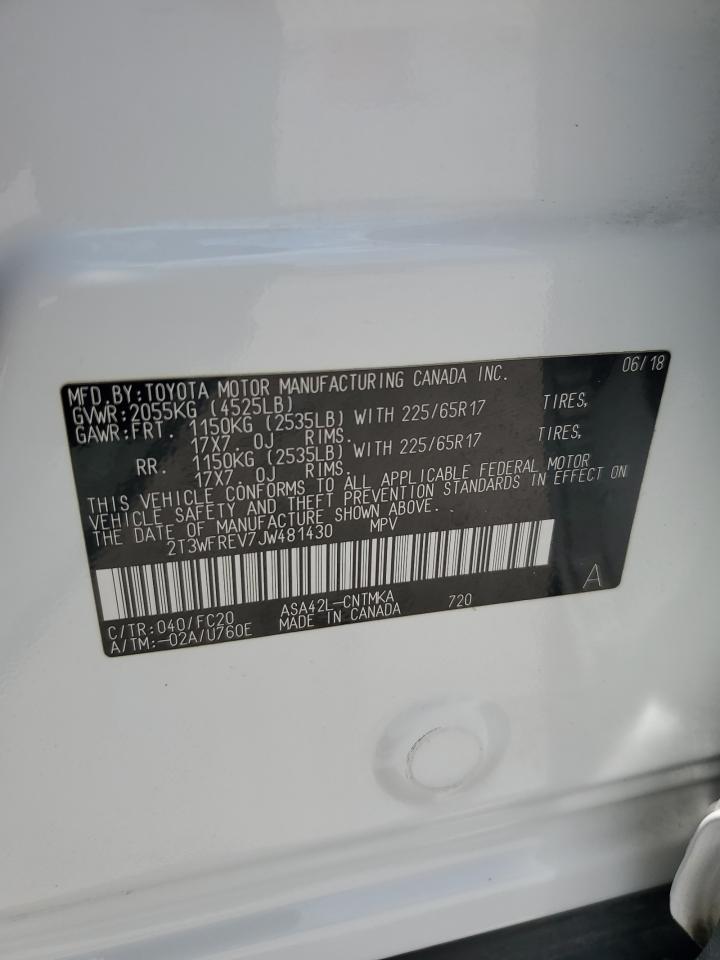 MFD.BY:TOYOTA MOTOR MANUFACTURING CANADA INC. 06/18
GVWR:2055KG (4525LB)
GAWR:FRT. 1150KG (2535LB) WITH 225/65R17 TIRES,
17X7. 0J RIMS.
RR. 1150KG (2535LB) WITH 225/65R17 TIRES,
17X7. 0J RIMS.
THIS VEHICLE CONFORMS TO ALL APPLICABLE FEDERAL MOTOR
VEHICLE SAFETY AND THEFT PREVENTION STANDARDS IN EFFECT ON
THE DATE OF MANUFACTURE SHOWN ABOVE.
2T3WFREV7JW481430 MPV
A
C/TR:040/FC20 ASA42L-CNTMKA 720
A/TM:-02A/U760E MADE IN CANADA